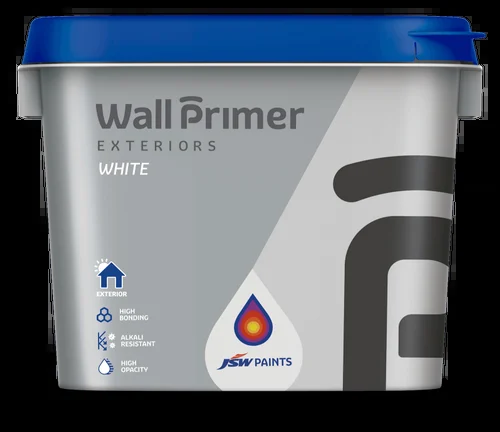 Wall Primer
EXTERIORS
WHITE
EXTERIOR
HIGH
BONDING
ALKALI
RESISTANT
HIGH
OPACITY
JSW PAINTS